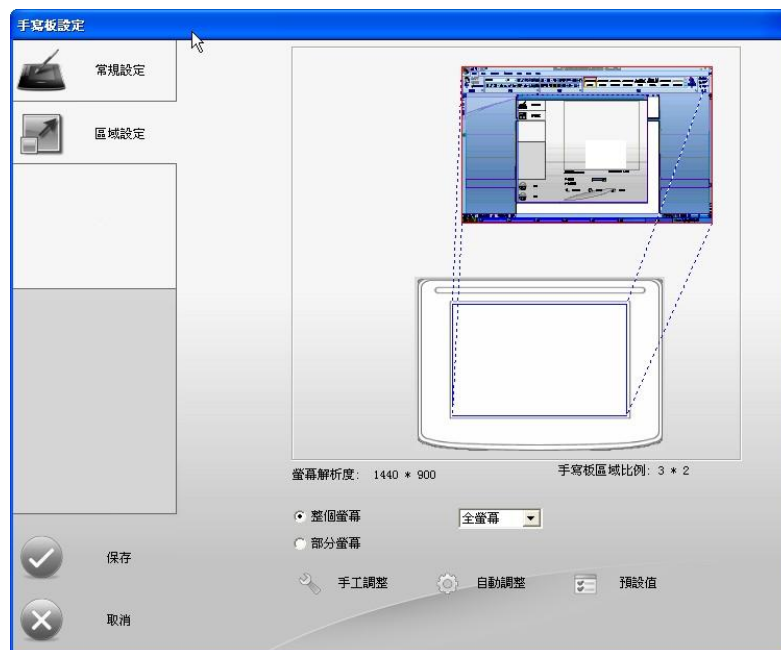 手寫板設定
常規設定
區域設定
螢幕解析度: 1440 * 900
手寫板區域比例: 3 * 2
整個螢幕
全螢幕
部分螢幕
手工調整
自動調整
預設值
保存
取消